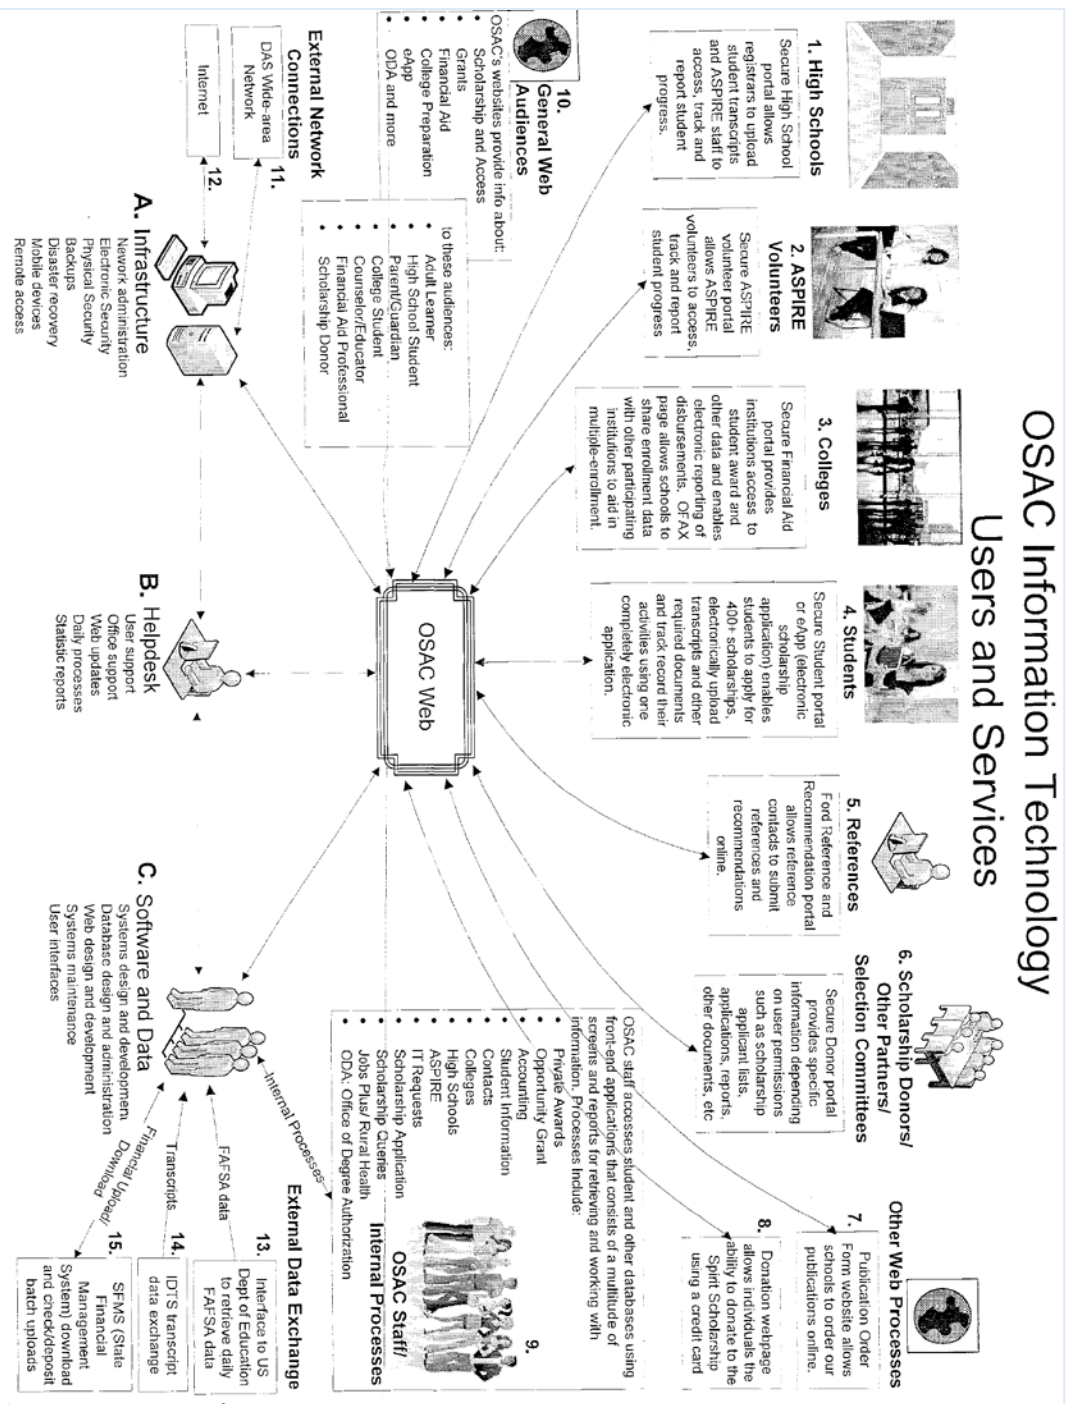 OSAC Information Technology
Users and Services
1. High Schools
Secure High School
portal allows
registrars to upload
student transcripts
and ASPIRE staff to
access, track and
report student
progress.
2. ASPIRE
Volunteers
Secure ASPIRE
volunteer portal
allows ASPIRE
volunteers to access,
track and report
student progress
3. Colleges
Secure Financial Aid
portal provides
institutions access to
student award and
other data and enables
electronic reporting of
disbursements. OFAX
page allows schools to
share enrollment data
with other participating
institutions to aid in
multiple-enrollment.
4. Students
Secure Student portal
or eApp (electronic
scholarship
application) enables
students to apply for
400+ scholarships,
electronically upload
transcripts and other
required documents
and track record their
activities using one
completely electronic
application.
5. References
Ford Reference and
Recommendation portal
allows reference
contacts to submit
references and
recommendations
online.
6. Scholarship Donors/
Other Partners/
Selection Committees
Secure Donor portal
provides specific
information depending
on user permissions
such as scholarship
applicant lists,
applications, reports,
other documents, etc
Other Web Processes
7.
Publication Order
Form website allows
schools to order our
publications online.
8.
Donation webpage
allows individuals the
ability to donate to the
Spirit Scholarship
using a credit card
10.
General Web
Audiences
OSAC's websites provide info about:
• Scholarship and Access
Grants
• Financial Aid
• College Preparation
• eApp
• ODA and more
to these audiences:
• Adult Learner
• High School Student
• Parent/Guardian
• College Student
• Counselor/Educator
• Financial Aid Professional
• Scholarship Donor
OSAC Web
9.
OSAC Staff/
Internal Processes
OSAC staff accesses student and other databases using
front-end applications that consists of a multitude of
screens and reports for retrieving and working with
information. Processes Include:
• Private Awards
• Opportunity Grant
• Accounting
• Student Information
• Contacts
• Colleges
• High Schools
• ASPIRE
• IT Requests
• Scholarship Application
• Scholarship Queries
• Jobs Plus/ Rural Health
• ODA: Office of Degree Authorization
External Network
Connections
11.
DAS Wide-area
Network
12.
Internet
A. Infrastructure
Nework administration
Electronic Security
Physical Security
Backups
Disaster recovery
Mobile devices
Remote access
B. Helpdesk
User support
Office support
Web updates
Daily processes
Statistic reports
C. Software and Data
Systems design and development
Database design and administration
Web design and development
Systems maintenance
User interfaces
Internal Processes
FAFSA data
Transcripts
Financial Upload/
Download
External Data Exchange
13.
Interface to US
Dept of Education
to retrieve daily
FAFSA data
14.
IDTS transcript
data exchange
15.
SFMS (State
Financial
Management
System) download
and check/deposit
batch uploads